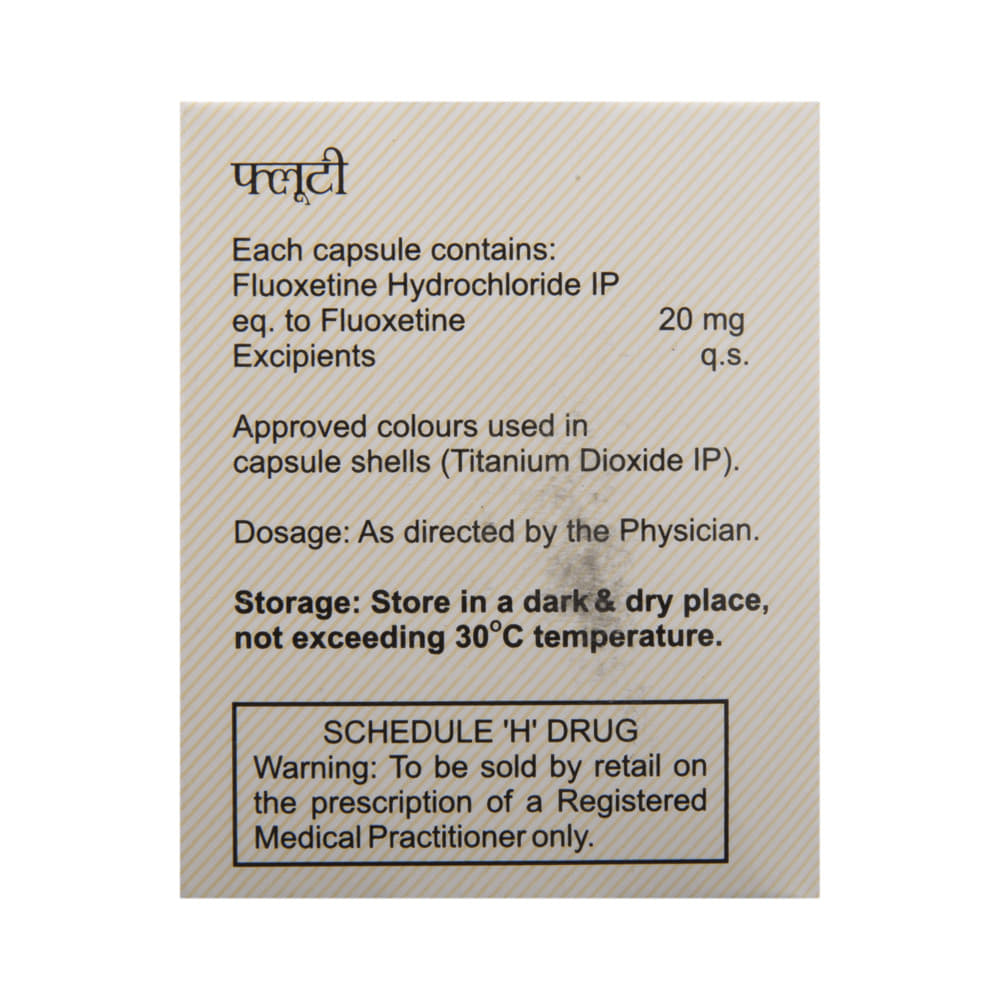 फ्लूटी
Each capsule contains:
Fluoxetine Hydrochloride IP
eq. to Fluoxetine 20 mg
Excipients q.s.
Approved colours used in
capsule shells (Titanium Dioxide IP).
Dosage: As directed by the Physician.
Storage: Store in a dark & dry place,
not exceeding 30°C temperature.
SCHEDULE 'H' DRUG
Warning: To be sold by retail on
the prescription of a Registered
Medical Practitioner only.